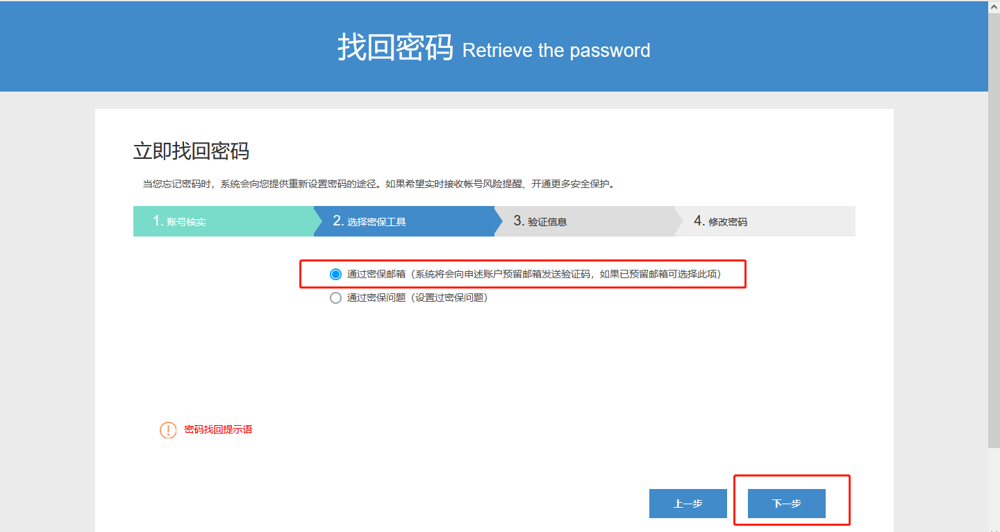 找回密码 Retrieve the password
立即找回密码
当您忘记密码时，系统会向您提供重新设置密码的途径。如果希望实时接收帐号风险提醒、开通更多安全保护。
1. 账号核实 2. 选择密保工具 3. 验证信息 4. 修改密码
通过密保邮箱（系统将会向申述账户预留邮箱发送验证码，如果已预留邮箱可选择此项）
通过密保问题（设置过密保问题）
密码找回提示语
上一步 下一步